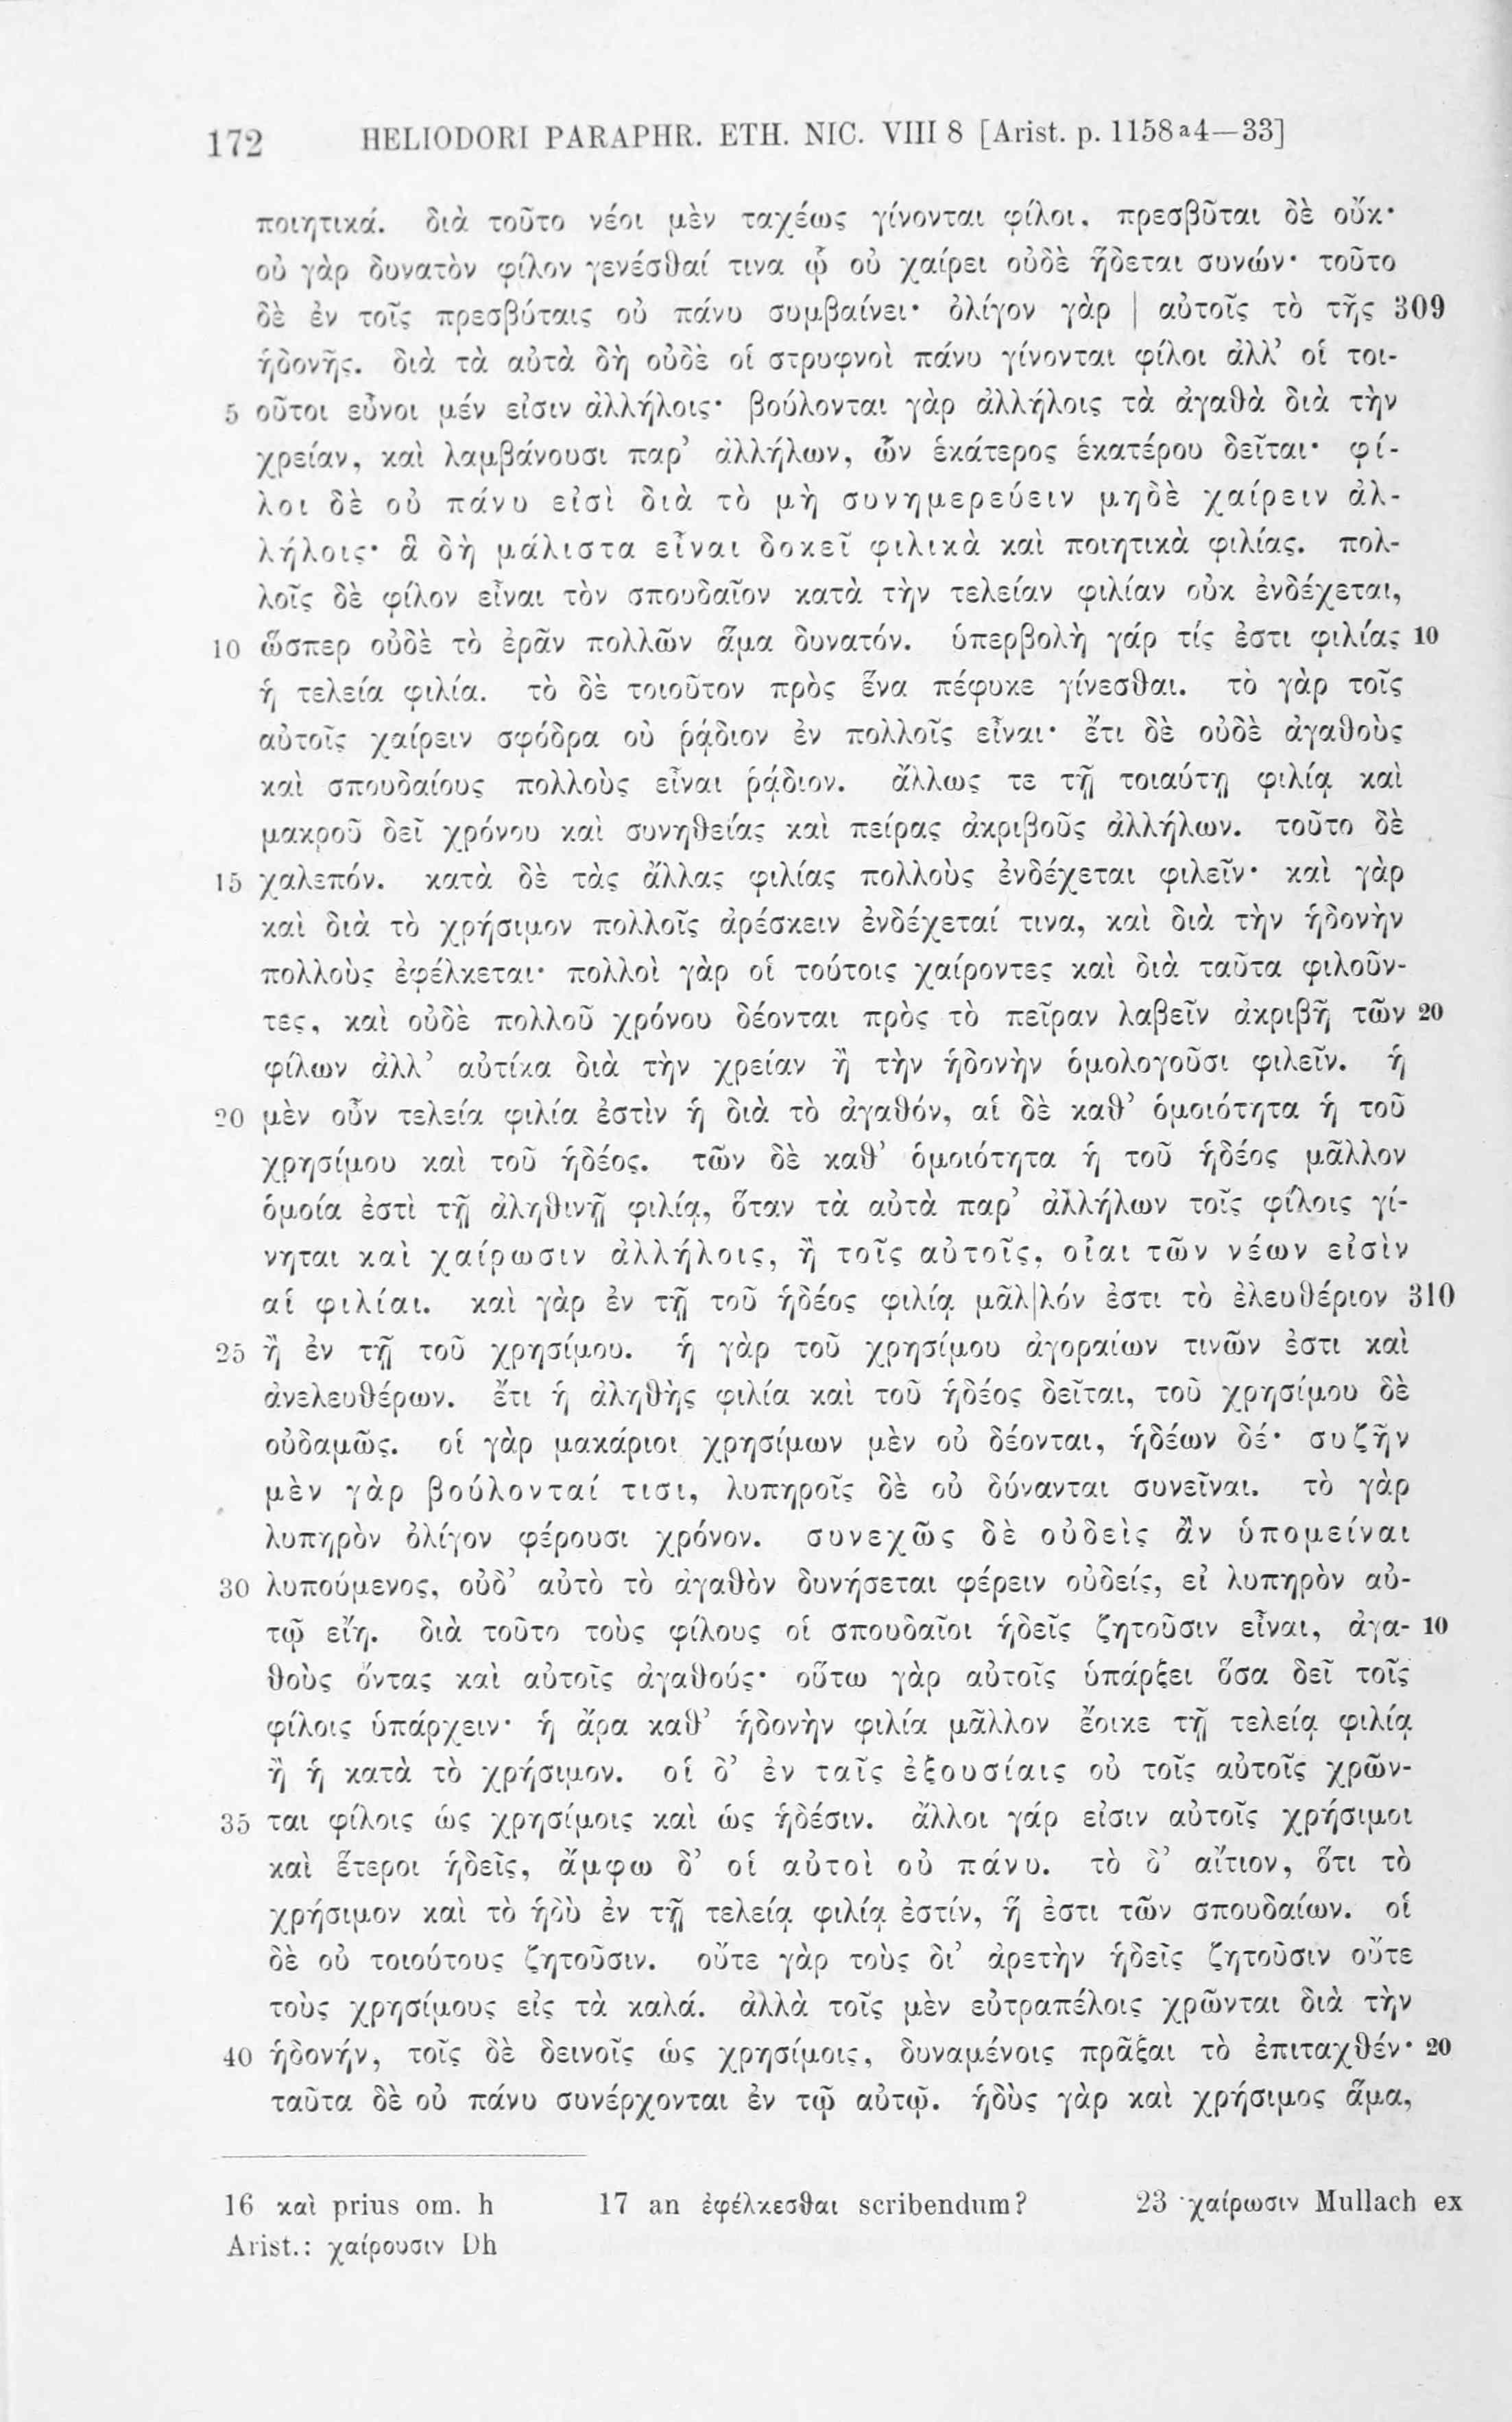 172 HELIODORI PARAPHR. ETH. NIC. VIII 8 [Arist. p. 1158a4—33]
ποιητικά. διὰ τοῦτο νέοι μὲν ταχέως γίνονται φίλοι, πρεσβῦται δὲ οὔκ·
οὐ γὰρ δυνατὸν φίλον γενέσθαί τινα ᾧ οὐ χαίρει οὐδὲ ἥδεται συνών· τοῦτο
δὲ ἐν τοῖς πρεσβύταις οὐ πάνυ συμβαίνει· ὀλίγον γὰρ | αὐτοῖς τὸ τῆς 309
ἡδονῆς. διὰ τὰ αὐτὰ δὴ οὐδὲ οἱ στρυφνοὶ πάνυ γίνονται φίλοι ἀλλ’ οἱ τοι-
5 οῦτοι εὖνοι μέν εἰσιν ἀλλήλοις· βούλονται γὰρ ἀλλήλοις τὰ ἀγαθὰ διὰ τὴν
χρείαν, καὶ λαμβάνουσι παρ’ ἀλλήλων, ὧν ἑκάτερος ἑκατέρου δεῖται· φί-
λοι δὲ οὐ πάνυ εἰσὶ διὰ τὸ μὴ συνημερεύειν μηδὲ χαίρειν ἀλ-
λήλοις· ἃ δὴ μάλιστα εἶναι δοκεῖ φιλικὰ καὶ ποιητικὰ φιλίας. πολ-
λοῖς δὲ φίλον εἶναι τὸν σπουδαῖον κατὰ τὴν τελείαν φιλίαν οὐκ ἐνδέχεται,
10 ὥσπερ οὐδὲ τὸ ἐρᾶν πολλῶν ἅμα δυνατόν. ὑπερβολὴ γάρ τίς ἐστι φιλίας 10
ἡ τελεία φιλία. τὸ δὲ τοιοῦτον πρὸς ἕνα πέφυκε γίνεσθαι. τὸ γὰρ τοῖς
αὐτοῖς χαίρειν σφόδρα οὐ ῥᾴδιον ἐν πολλοῖς εἶναι· ἔτι δὲ οὐδὲ ἀγαθοὺς
καὶ σπουδαίους πολλοὺς εἶναι ῥᾴδιον. ἄλλως τε τῇ τοιαύτῃ φιλίᾳ καὶ
μακροῦ δεῖ χρόνου καὶ συνηθείας καὶ πείρας ἀκριβοῦς ἀλλήλων. τοῦτο δὲ
15 χαλεπόν. κατὰ δὲ τὰς ἄλλας φιλίας πολλοὺς ἐνδέχεται φιλεῖν· καὶ γὰρ
καὶ διὰ τὸ χρήσιμον πολλοῖς ἀρέσκειν ἐνδέχεταί τινα, καὶ διὰ τὴν ἡδονὴν
πολλοὺς ἐφέλκεται· πολλοὶ γὰρ οἱ τούτοις χαίροντες καὶ διὰ ταῦτα φιλοῦν-
τες, καὶ οὐδὲ πολλοῦ χρόνου δέονται πρὸς τὸ πεῖραν λαβεῖν ἀκριβῆ τῶν 20
φίλων ἀλλ’ αὐτίκα διὰ τὴν χρείαν ἢ τὴν ἡδονὴν ὁμολογοῦσι φιλεῖν. ἡ
20 μὲν οὖν τελεία φιλία ἐστὶν ἡ διὰ τὸ ἀγαθόν, αἱ δὲ καθ’ ὁμοιότητα ἡ τοῦ
χρησίμου καὶ τοῦ ἡδέος. τῶν δὲ καθ’ ὁμοιότητα ἡ τοῦ ἡδέος μᾶλλον
ὁμοία ἐστὶ τῇ ἀληθινῇ φιλίᾳ, ὅταν τὰ αὐτὰ παρ’ ἀλλήλων τοῖς φίλοις γί-
νηται καὶ χαίρωσιν ἀλλήλοις, ἢ τοῖς αὐτοῖς, οἷαι τῶν νέων εἰσὶν
αἱ φιλίαι. καὶ γὰρ ἐν τῇ τοῦ ἡδέος φιλίᾳ μᾶλ|λόν ἐστι τὸ ἐλευθέριον 310
25 ἢ ἐν τῇ τοῦ χρησίμου. ἡ γὰρ τοῦ χρησίμου ἀγοραίων τινῶν ἐστι καὶ
ἀνελευθέρων. ἔτι ἡ ἀληθὴς φιλία καὶ τοῦ ἡδέος δεῖται, τοῦ χρησίμου δὲ
οὐδαμῶς. οἱ γὰρ μακάριοι χρησίμων μὲν οὐ δέονται, ἡδέων δέ· συζῆν
μὲν γὰρ βούλονταί τισι, λυπηροῖς δὲ οὐ δύνανται συνεῖναι. τὸ γὰρ
λυπηρὸν ὀλίγον φέρουσι χρόνον. συνεχῶς δὲ οὐδεὶς ἂν ὑπομείναι
30 λυπούμενος, οὐδ’ αὐτὸ τὸ ἀγαθὸν δυνήσεται φέρειν οὐδείς, εἰ λυπηρὸν αὐ-
τῷ εἴη. διὰ τοῦτο τοὺς φίλους οἱ σπουδαῖοι ἡδεῖς ζητοῦσιν εἶναι, ἀγα- 10
θοὺς ὄντας καὶ αὐτοῖς ἀγαθούς· οὕτω γὰρ αὐτοῖς ὑπάρξει ὅσα δεῖ τοῖς
φίλοις ὑπάρχειν· ἡ ἄρα καθ’ ἡδονὴν φιλία μᾶλλον ἔοικε τῇ τελείᾳ φιλίᾳ
ἢ ἡ κατὰ τὸ χρήσιμον. οἱ δ’ ἐν ταῖς ἐξουσίαις οὐ τοῖς αὐτοῖς χρῶν-
35 ται φίλοις ὡς χρησίμοις καὶ ὡς ἡδέσιν. ἄλλοι γάρ εἰσιν αὐτοῖς χρήσιμοι
καὶ ἕτεροι ἡδεῖς, ἄμφω δ’ οἱ αὐτοὶ οὐ πάνυ. τὸ δ’ αἴτιον, ὅτι τὸ
χρήσιμον καὶ τὸ ἡδὺ ἐν τῇ τελείᾳ φιλίᾳ ἐστίν, ἥ ἐστι τῶν σπουδαίων. οἱ
δὲ οὐ τοιούτους ζητοῦσιν. οὔτε γὰρ τοὺς δι’ ἀρετὴν ἡδεῖς ζητοῦσιν οὔτε
τοὺς χρησίμους εἰς τὰ καλά. ἀλλὰ τοῖς μὲν εὐτραπέλοις χρῶνται διὰ τὴν
40 ἡδονήν, τοῖς δὲ δεινοῖς ὡς χρησίμοις, δυναμένοις πρᾶξαι τὸ ἐπιταχθέν· 20
ταῦτα δὲ οὐ πάνυ συνέρχονται ἐν τῷ αὐτῷ. ἡδὺς γὰρ καὶ χρήσιμος ἅμα,
16 καὶ prius om. h 17 an ἐφέλκεσθαι scribendum? 23 χαίρωσιν Mullach ex
Arist.: χαίρουσιν Dh